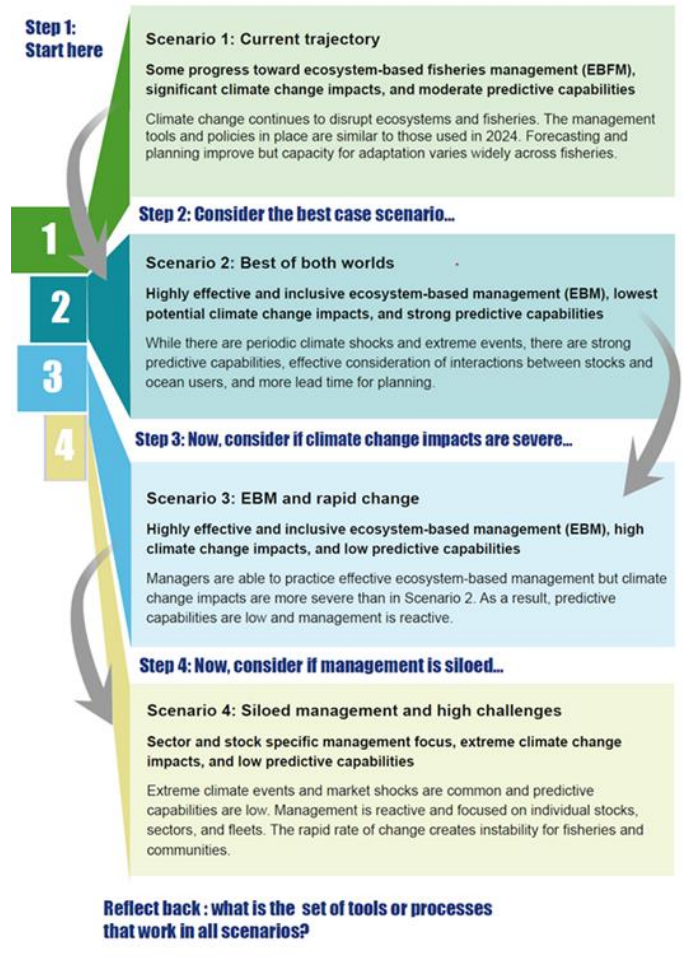 Step 1:
Start here
Scenario 1: Current trajectory
Some progress toward ecosystem-based fisheries management (EBFM),
significant climate change impacts, and moderate predictive capabilities
Climate change continues to disrupt ecosystems and fisheries. The management
tools and policies in place are similar to those used in 2024. Forecasting and
planning improve but capacity for adaptation varies widely across fisheries.
1
Step 2: Consider the best case scenario...
2
Scenario 2: Best of both worlds
Highly effective and inclusive ecosystem-based management (EBM), lowest
potential climate change impacts, and strong predictive capabilities
While there are periodic climate shocks and extreme events, there are strong
predictive capabilities, effective consideration of interactions between stocks and
ocean users, and more lead time for planning.
3
4
Step 3: Now, consider if climate change impacts are severe...
Scenario 3: EBM and rapid change
Highly effective and inclusive ecosystem-based management (EBM), high
climate change impacts, and low predictive capabilities
Managers are able to practice effective ecosystem-based management but climate
change impacts are more severe than in Scenario 2. As a result, predictive
capabilities are low and management is reactive.
Step 4: Now, consider if management is siloed...
Scenario 4: Siloed management and high challenges
Sector and stock specific management focus, extreme climate change
impacts, and low predictive capabilities
Extreme climate events and market shocks are common and predictive
capabilities are low. Management is reactive and focused on individual stocks,
sectors, and fleets. The rapid rate of change creates instability for fisheries and
communities.
Reflect back : what is the set of tools or processes
that work in all scenarios?